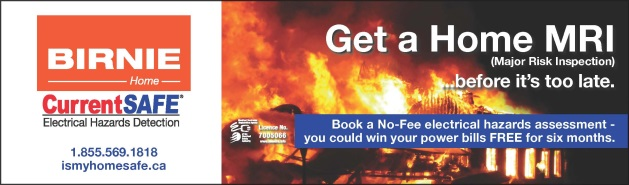 BIRNIE
Home
CurrentSAFE®
Electrical Hazards Detection
1.855.569.1818
ismyhomesafe.ca
Get a Home MRI
(Major Risk Inspection)
...before it's too late.
Licence No.
7005066
Book a No-Fee electrical hazards assessment -
you could win your power bills FREE for six months.